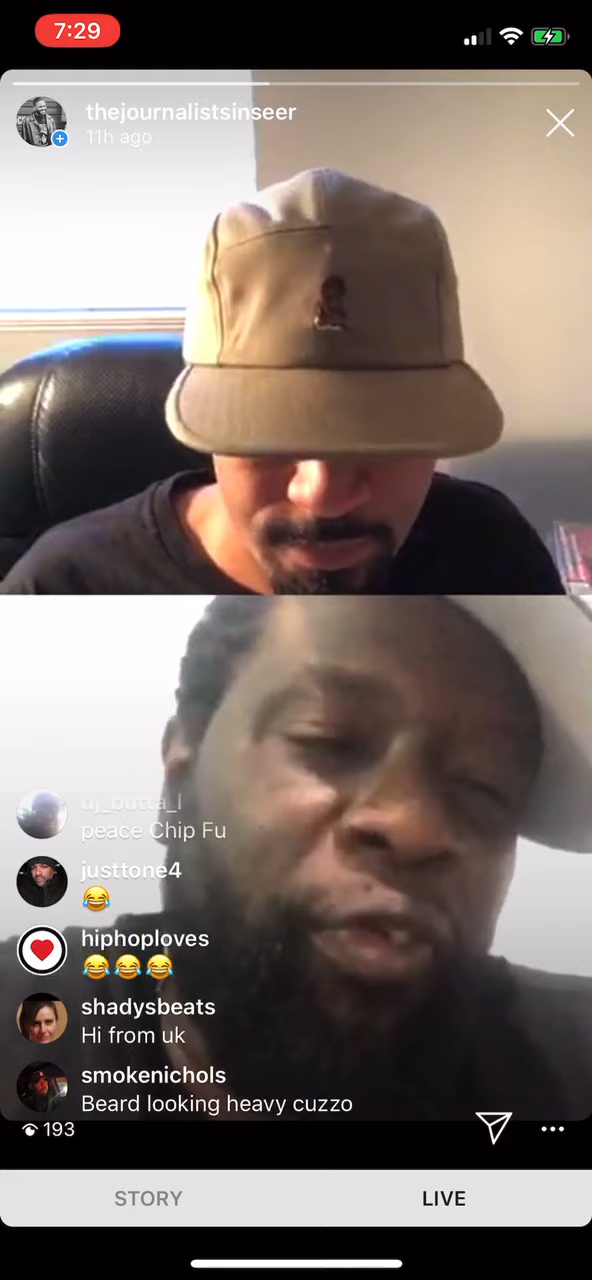 7:29
thejournalistsinseer
11h ago
dj_butta_l
peace Chip Fu
justtone4
😂
hiphoploves
😂😂😂
shadysbeats
Hi from uk
smokenichols
Beard looking heavy cuzzo
193
STORY
LIVE